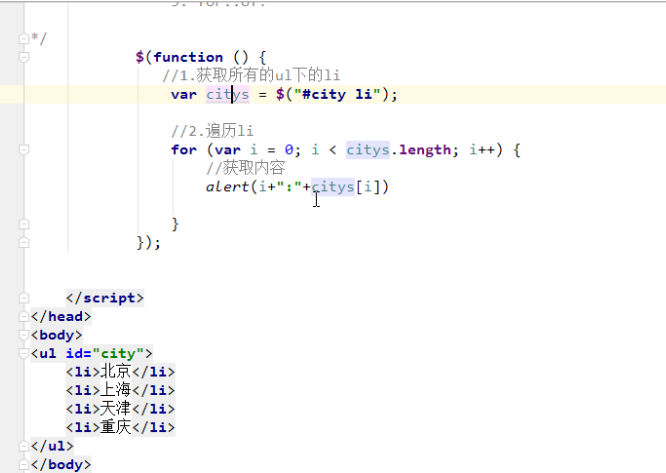 */
$(function () {
//1.获取所有的ul下的li
var citys = $("#city li");
//2.遍历li
for (var i = 0; i < citys.length; i++) {
//获取内容
alert(i+":"+citys[i])
}
});
</script>
</head>
<body>
<ul id="city">
<li>北京</li>
<li>上海</li>
<li>天津</li>
<li>重庆</li>
</ul>
</body>